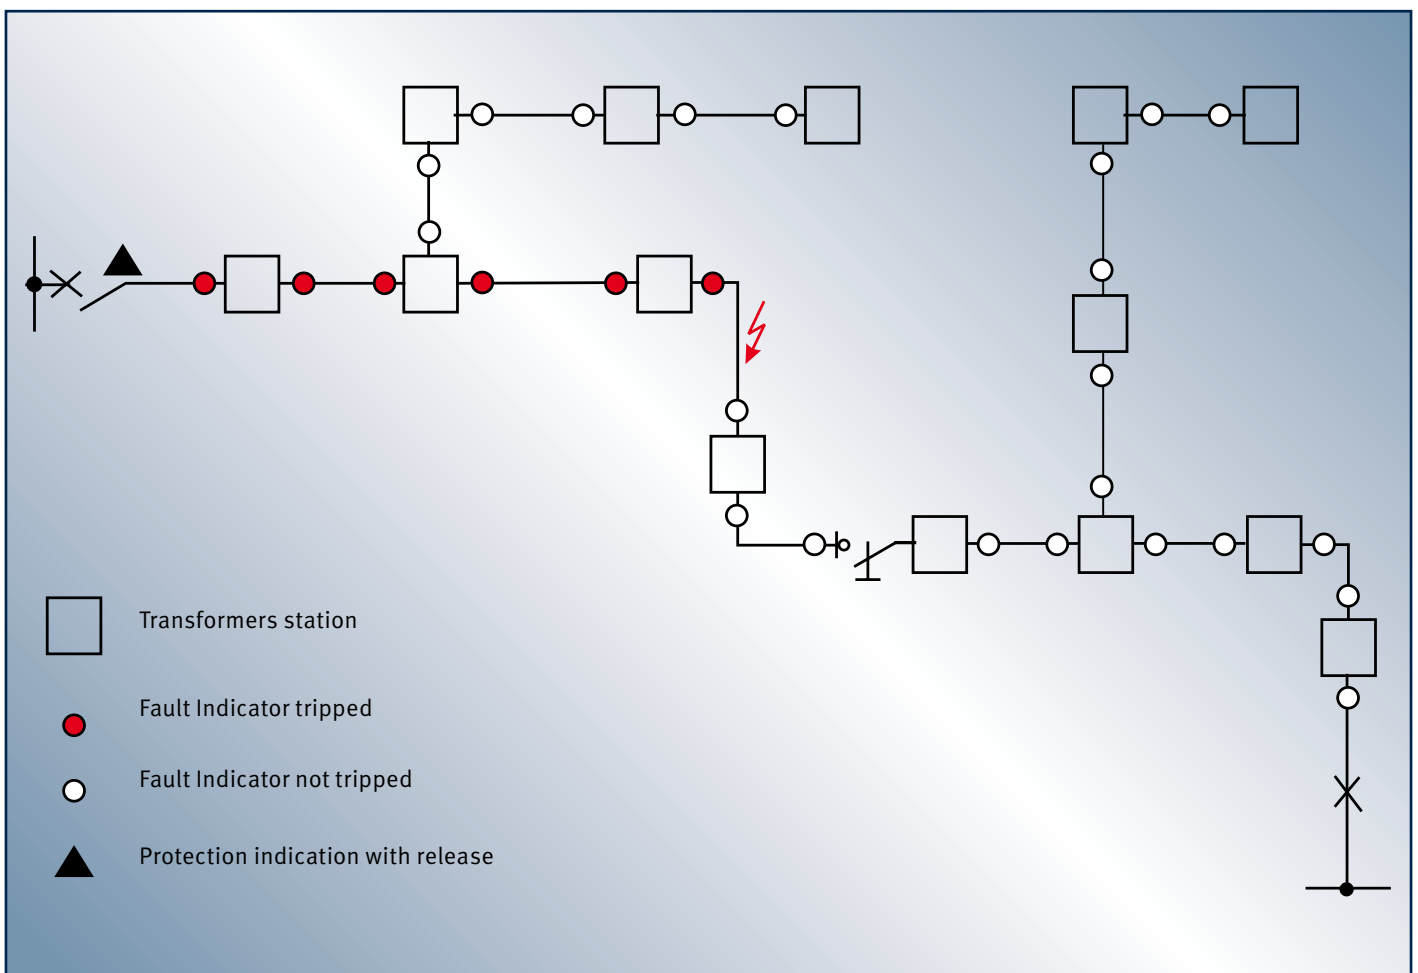 Transformers station
Fault Indicator tripped
Fault Indicator not tripped
Protection indication with release